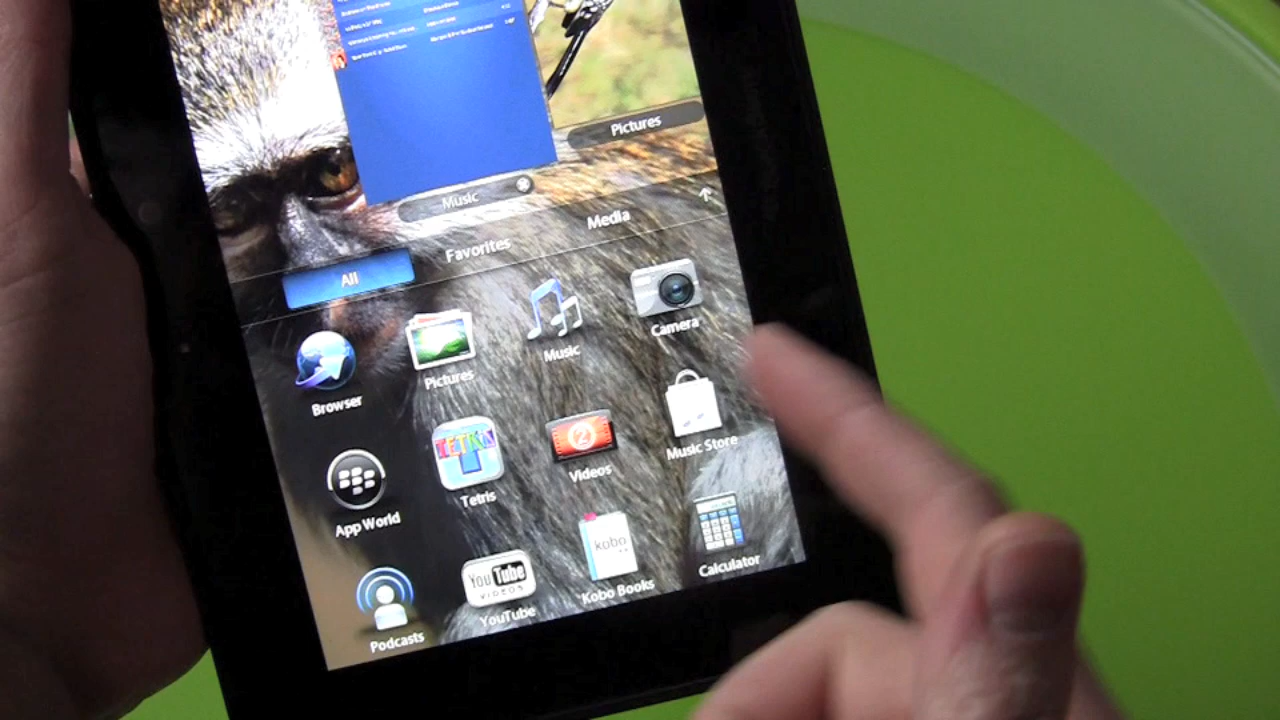 Pictures
Music
All
Favorites
Media
Browser
Pictures
Music
Camera
App World
TETRIS
Tetris
2
Videos
Music Store
Podcasts
You Tube
VIDEOS
YouTube
kobo
Kobo Books
Calculator